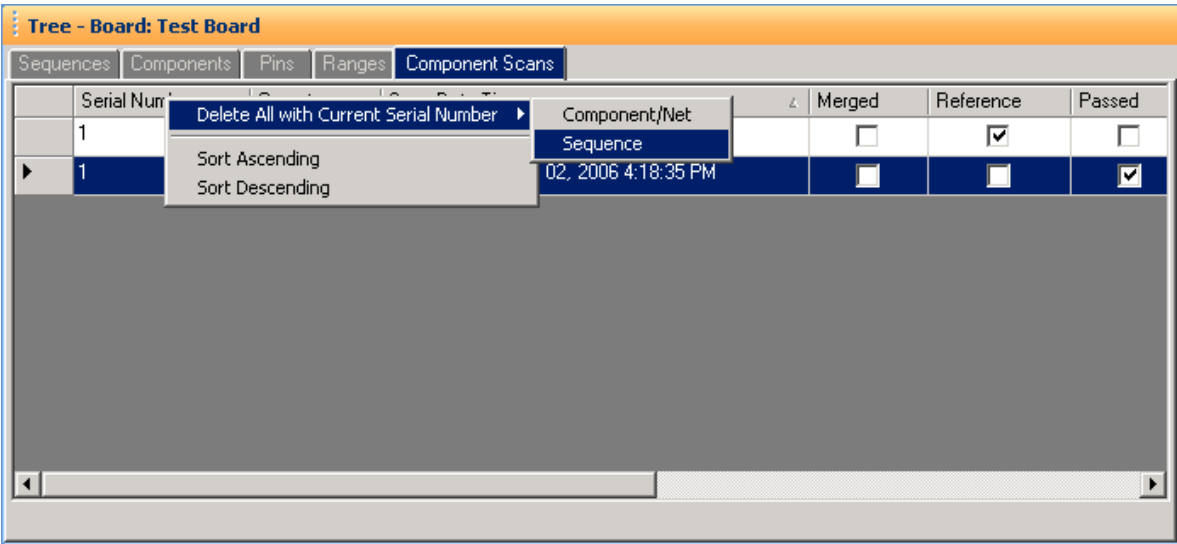 Tree - Board: Test Board
Sequences Components Pins Ranges Component Scans
Serial Merged Reference Passed
Delete All with Current Serial Number Component/Net
1
Sequence
Sort Ascending
1 02, 2006 4:18:35 PM
Sort Descending